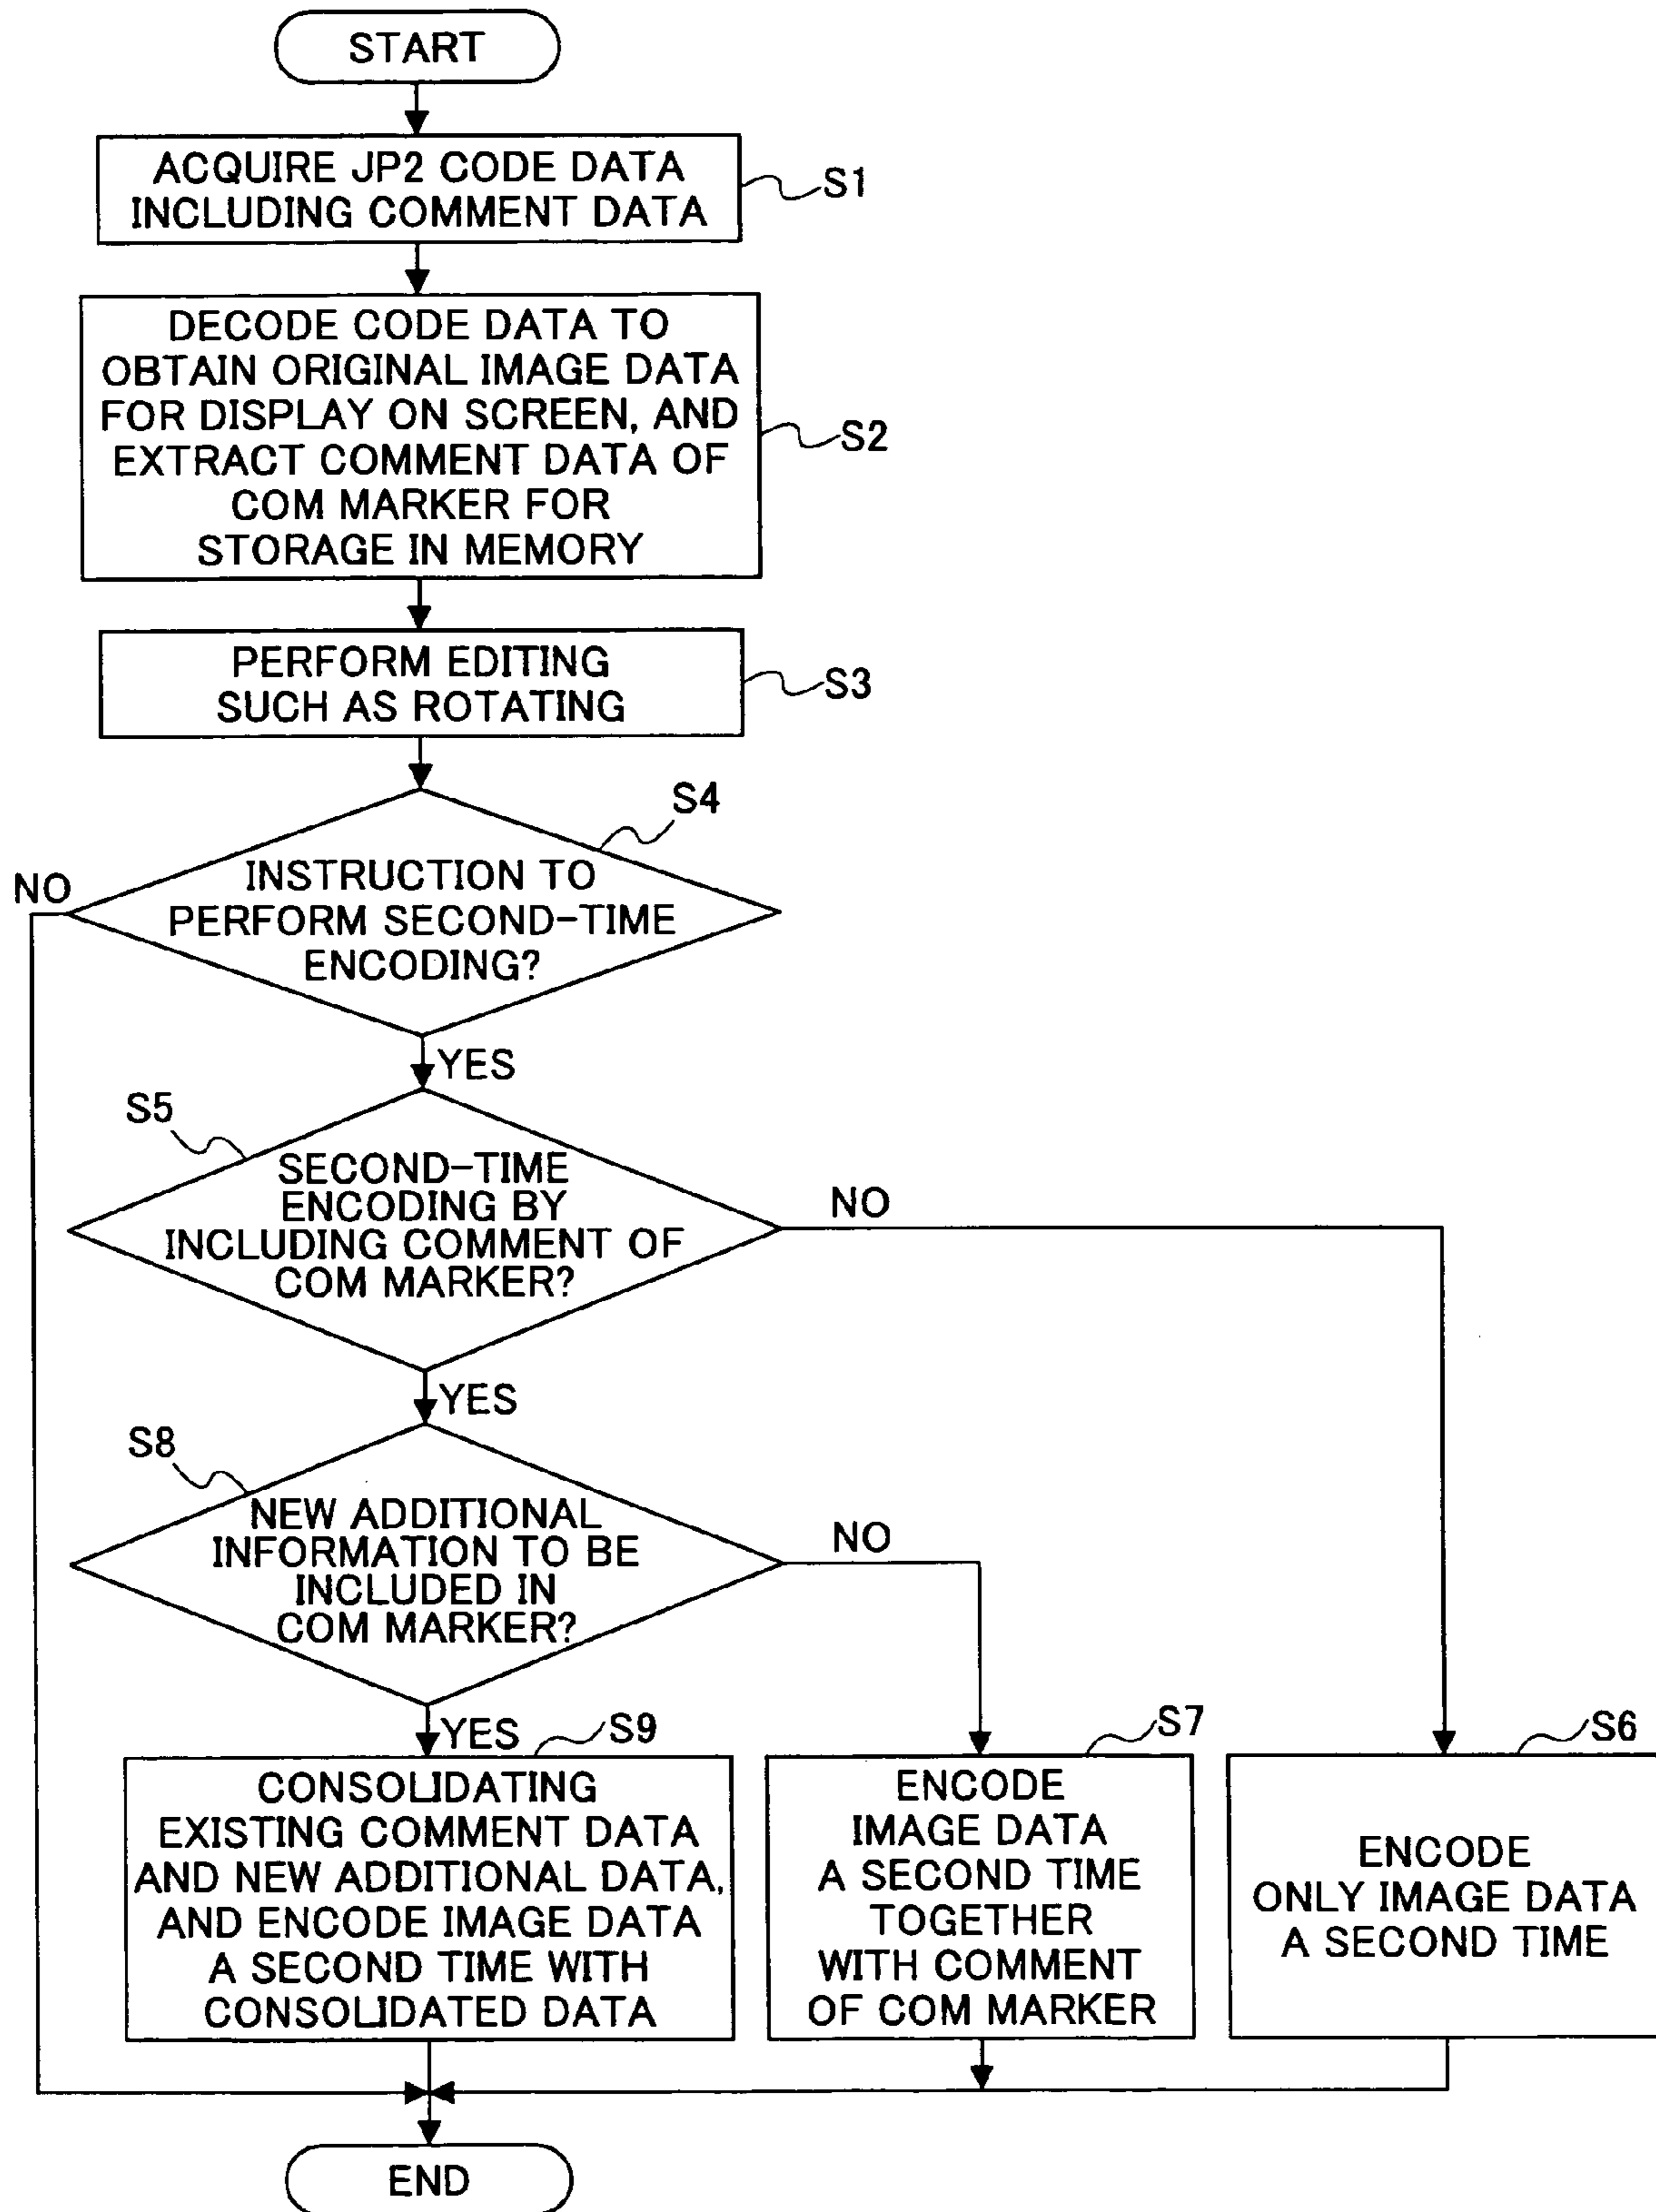 START
ACQUIRE JP2 CODE DATA
INCLUDING COMMENT DATA
S1
DECODE CODE DATA TO
OBTAIN ORIGINAL IMAGE DATA
FOR DISPLAY ON SCREEN, AND
EXTRACT COMMENT DATA OF
COM MARKER FOR
STORAGE IN MEMORY
S2
PERFORM EDITING
SUCH AS ROTATING
S3
S4
INSTRUCTION TO
PERFORM SECOND-TIME
ENCODING?
NO
YES
S5
SECOND-TIME
ENCODING BY
INCLUDING COMMENT OF
COM MARKER?
NO
YES
S8
NEW ADDITIONAL
INFORMATION TO BE
INCLUDED IN
COM MARKER?
NO
YES
S9
CONSOLIDATING
EXISTING COMMENT DATA
AND NEW ADDITIONAL DATA,
AND ENCODE IMAGE DATA
A SECOND TIME WITH
CONSOLIDATED DATA
S7
ENCODE
IMAGE DATA
A SECOND TIME
TOGETHER
WITH COMMENT
OF COM MARKER
S6
ENCODE
ONLY IMAGE DATA
A SECOND TIME
END